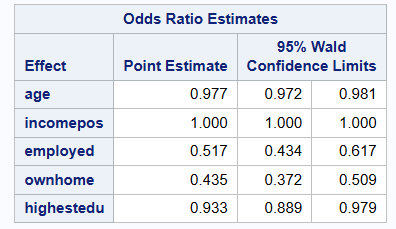 Odds Ratio Estimates
Effect Point Estimate 95% Wald Confidence Limits
age 0.977 0.972 0.981
incomepos 1.000 1.000 1.000
employed 0.517 0.434 0.617
ownhome 0.435 0.372 0.509
highestedu 0.933 0.889 0.979